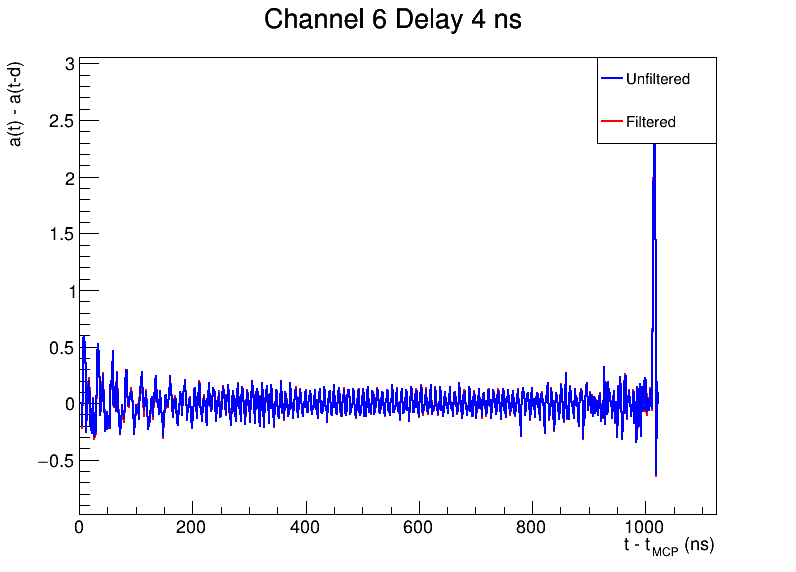 Channel 6 Delay 4 ns
a(t) - a(t-d)
3
2.5
2
1.5
1
0.5
0
−0.5
0 200 400 600 800 1000
t - tMCP (ns)
Unfiltered
Filtered